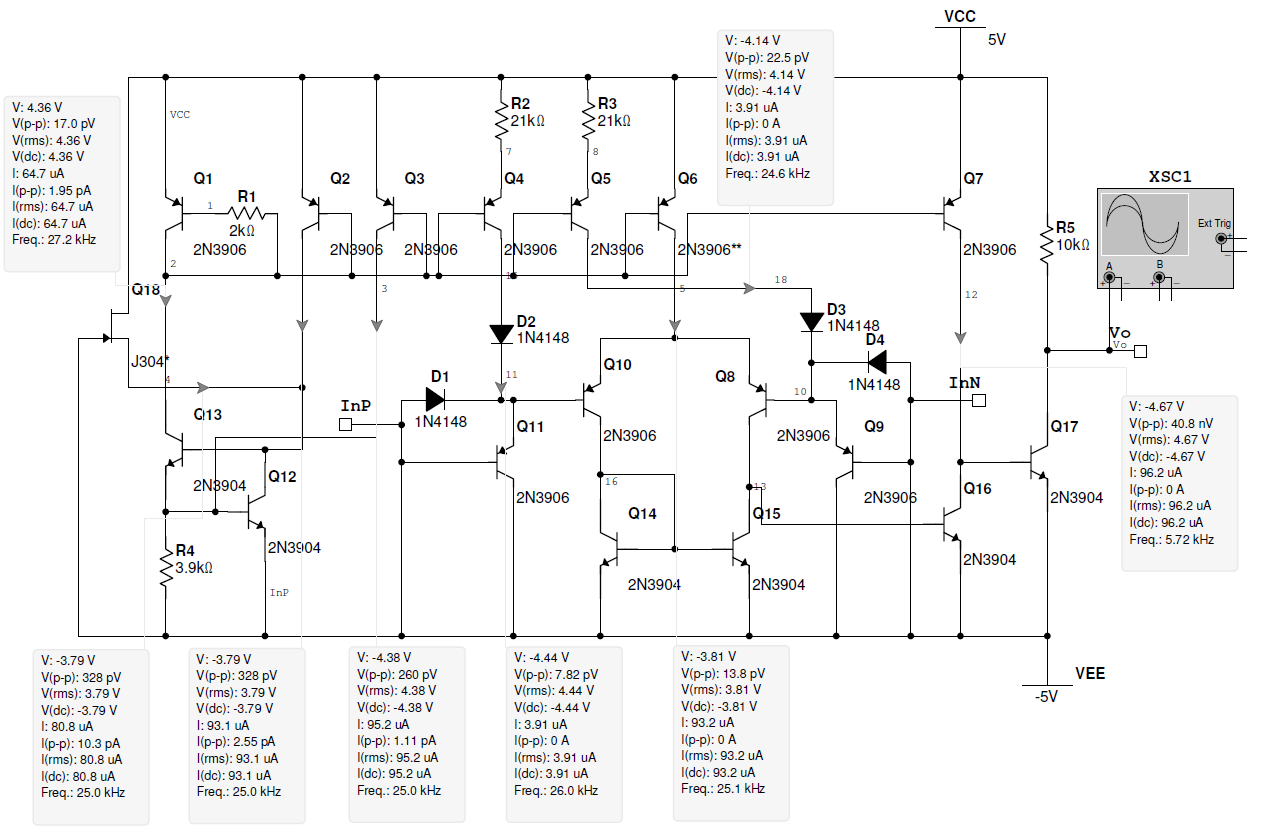 VCC
5V
V: -4.14 V
V(p-p): 22.5 pV
V(rms): 4.14 V
V(dc): -4.14 V
I: 3.91 uA
I(p-p): 0 A
I(rms): 3.91 uA
I(dc): 3.91 uA
Freq.: 24.6 kHz
V: 4.36 V
V(p-p): 17.0 pV
V(rms): 4.36 V
V(dc): 4.36 V
I: 64.7 uA
I(p-p): 1.95 pA
I(rms): 64.7 uA
I(dc): 64.7 uA
Freq.: 27.2 kHz
VCC
R2
21kΩ
7
R3
21kΩ
8
Q1
1
R1
2kΩ
2N3906
2
Q2
2N3906
Q3
2N3906
3
Q4
2N3906
15
Q5
2N3906
Q6
2N3906**
5
18
Q7
2N3906
12
R5
10kΩ
XSC1
Ext Trig
A
B
+
_
Vo
Vo
Q18
J304*
4
D2
1N4148
11
D3
1N4148
D4
1N4148
D1
1N4148
InP
InN
Q10
2N3906
Q8
2N3906
10
Q11
2N3906
Q9
2N3906
Q13
2N3904
Q12
2N3904
InP
R4
3.9kΩ
16
Q14
2N3904
13
Q15
2N3904
Q16
2N3904
Q17
2N3904
V: -4.67 V
V(p-p): 40.8 nV
V(rms): 4.67 V
V(dc): -4.67 V
I: 96.2 uA
I(p-p): 0 A
I(rms): 96.2 uA
I(dc): 96.2 uA
Freq.: 5.72 kHz
VEE
-5V
V: -3.79 V
V(p-p): 328 pV
V(rms): 3.79 V
V(dc): -3.79 V
I: 80.8 uA
I(p-p): 10.3 pA
I(rms): 80.8 uA
I(dc): 80.8 uA
Freq.: 25.0 kHz
V: -3.79 V
V(p-p): 328 pV
V(rms): 3.79 V
V(dc): -3.79 V
I: 93.1 uA
I(p-p): 2.55 pA
I(rms): 93.1 uA
I(dc): 93.1 uA
Freq.: 25.0 kHz
V: -4.38 V
V(p-p): 260 pV
V(rms): 4.38 V
V(dc): -4.38 V
I: 95.2 uA
I(p-p): 1.11 pA
I(rms): 95.2 uA
I(dc): 95.2 uA
Freq.: 25.0 kHz
V: -4.44 V
V(p-p): 7.82 pV
V(rms): 4.44 V
V(dc): -4.44 V
I: 3.91 uA
I(p-p): 0 A
I(rms): 3.91 uA
I(dc): 3.91 uA
Freq.: 26.0 kHz
V: -3.81 V
V(p-p): 13.8 pV
V(rms): 3.81 V
V(dc): -3.81 V
I: 93.2 uA
I(p-p): 0 A
I(rms): 93.2 uA
I(dc): 93.2 uA
Freq.: 25.1 kHz